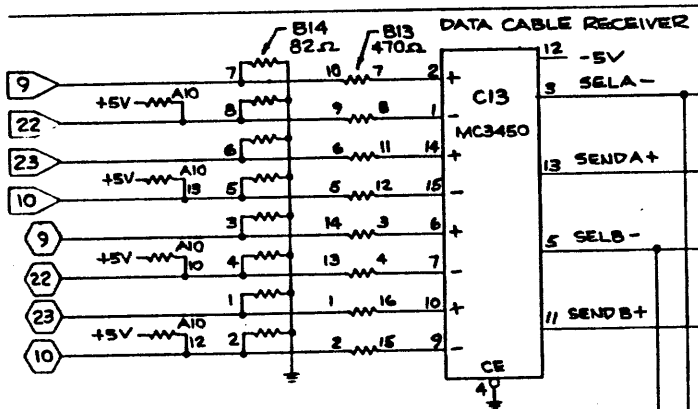 B14 B13 DATA CABLE RECEIVER
82Ω 470Ω
12 -5V
9 7 10 7 2 + C13 3 SELA-
+5V A10
22 8 9 8 1 - MC3450
23 6 6 11 14 +
+5V A10 13 SENDA+
10 13 5 5 12 15 -
9 3 14 3 6 +
+5V A10 5 SELB-
22 10 4 13 4 7 -
23 1 1 16 10 +
+5V A10 11 SENDB+
10 12 2 2 15 9 -
CE
4